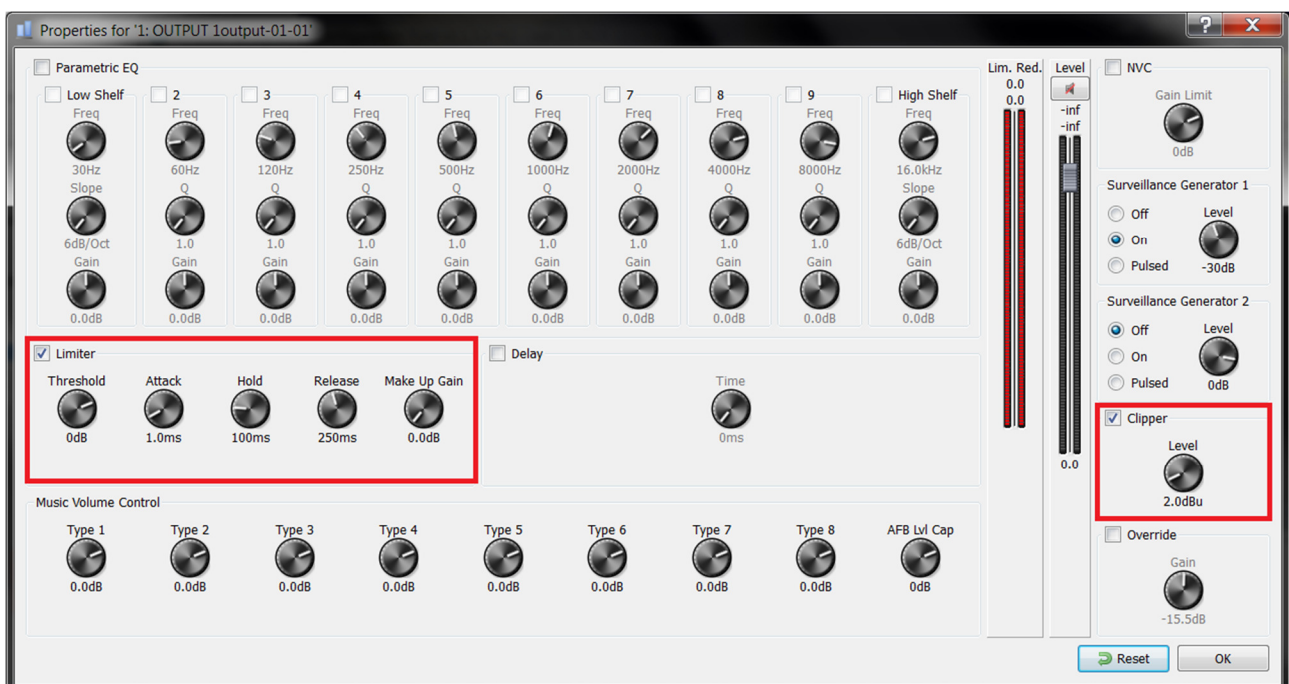 Properties for '1: OUTPUT 1output-01-01'
Parametric EQ
Low Shelf 2 3 4 5 6 7 8 9 High Shelf
Freq Freq Freq Freq Freq Freq Freq Freq Freq Freq
30Hz 60Hz 120Hz 250Hz 500Hz 1000Hz 2000Hz 4000Hz 8000Hz 16.0kHz
Slope Q Q Q Q Q Q Q Q Slope
6dB/Oct 1.0 1.0 1.0 1.0 1.0 1.0 1.0 1.0 6dB/Oct
Gain Gain Gain Gain Gain Gain Gain Gain Gain Gain
0.0dB 0.0dB 0.0dB 0.0dB 0.0dB 0.0dB 0.0dB 0.0dB 0.0dB 0.0dB
Limiter
Threshold Attack Hold Release Make Up Gain
0dB 1.0ms 100ms 250ms 0.0dB
Delay
Time
0ms
Music Volume Control
Type 1 Type 2 Type 3 Type 4 Type 5 Type 6 Type 7 Type 8 AFB Lvl Cap
0.0dB 0.0dB 0.0dB 0.0dB 0.0dB 0.0dB 0.0dB 0.0dB 0dB
Lim. Red.
0.0
0.0
Level
-inf
-inf
0.0
NVC
Gain Limit
0dB
Surveillance Generator 1
Off Level
On
Pulsed -30dB
Surveillance Generator 2
Off Level
On
Pulsed 0dB
Clipper
Level
2.0dBu
Override
Gain
-15.5dB
Reset OK